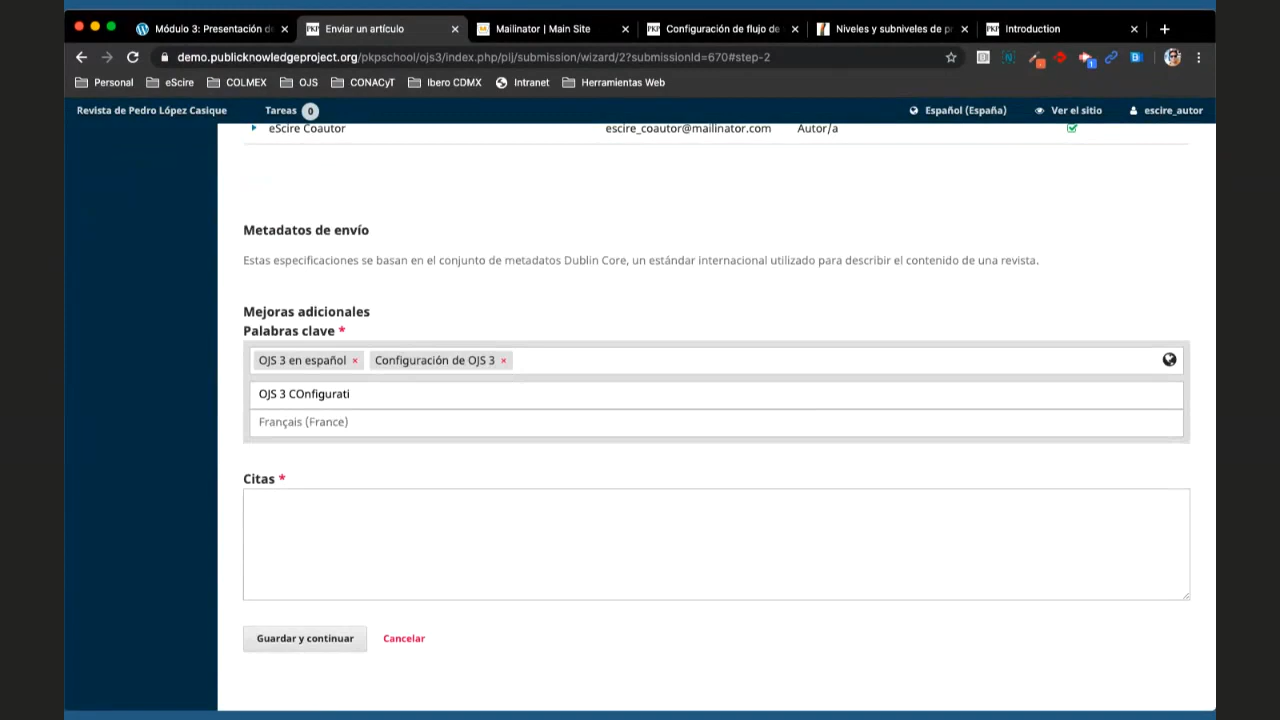 Módulo 3: Presentación de
Enviar un artículo
Mailinator | Main Site
Configuración de flujo de
Niveles y subniveles de p
Introduction
demo.publicknowledgeproject.org/pkpschool/ojs3/index.php/plj/submission/wizard/2?submissionId=670#step-2
Personal
eScire
COLMEX
OJS
CONACyT
Ibero CDMX
Intranet
Herramientas Web
Revista de Pedro López Casique
Tareas 0
Español (España)
Ver el sitio
escire_autor
eScire Coautor escire_coautor@mailinator.com Autor/a
Metadatos de envío
Estas especificaciones se basan en el conjunto de metadatos Dublin Core, un estándar internacional utilizado para describir el contenido de una revista.
Mejoras adicionales
Palabras clave *
OJS 3 en español × Configuración de OJS 3 ×
OJS 3 COnfigurati
Français (France)
Citas *
Guardar y continuar Cancelar